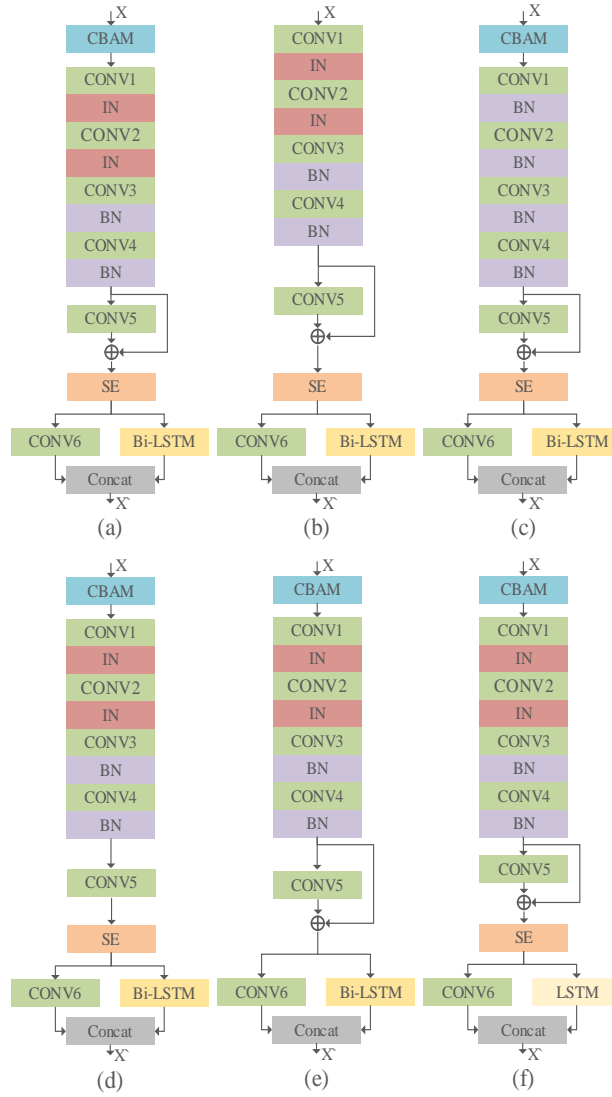 X
CBAM
CONV1
IN
CONV2
IN
CONV3
BN
CONV4
BN
CONV5
SE
CONV6 Bi-LSTM
Concat
X`
(a)
X
CONV1
IN
CONV2
IN
CONV3
BN
CONV4
BN
CONV5
SE
CONV6 Bi-LSTM
Concat
X`
(b)
X
CBAM
CONV1
BN
CONV2
BN
CONV3
BN
CONV4
BN
CONV5
SE
CONV6 Bi-LSTM
Concat
X`
(c)
X
CBAM
CONV1
IN
CONV2
IN
CONV3
BN
CONV4
BN
CONV5
SE
CONV6 Bi-LSTM
Concat
X`
(d)
X
CBAM
CONV1
IN
CONV2
IN
CONV3
BN
CONV4
BN
CONV5
CONV6 Bi-LSTM
Concat
X`
(e)
X
CBAM
CONV1
IN
CONV2
IN
CONV3
BN
CONV4
BN
CONV5
SE
CONV6 LSTM
Concat
X`
(f)